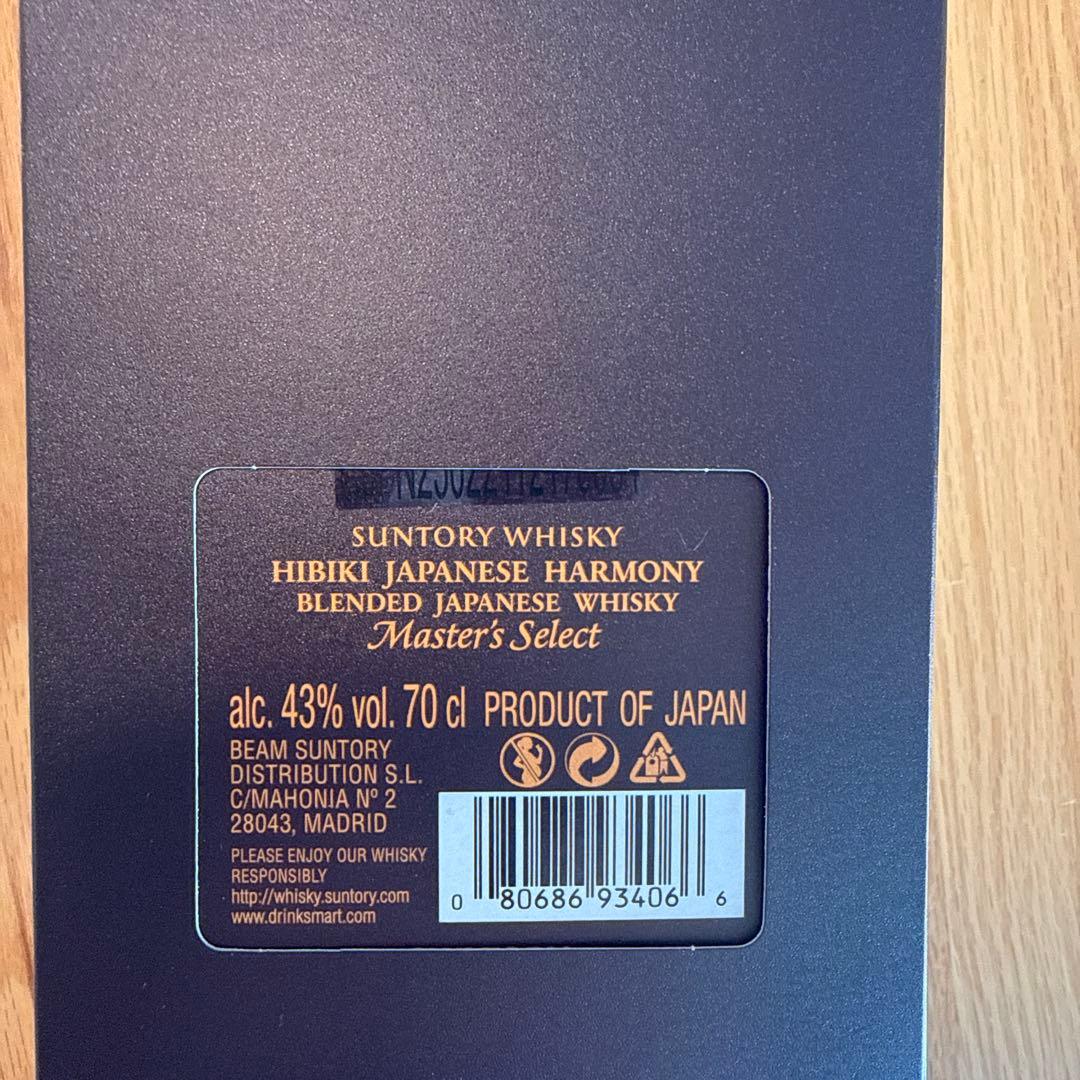 SUNTORY WHISKY
HIBIKI JAPANESE HARMONY
BLENDED JAPANESE WHISKY
Master's Select
alc. 43% vol. 70 cl PRODUCT OF JAPAN
BEAM SUNTORY
DISTRIBUTION S.L.
C/MAHONIA Nº 2
28043, MADRID
PLEASE ENJOY OUR WHISKY
RESPONSIBLY
http://whisky.suntory.com
www.drinksmart.com
0 80686 93406 6